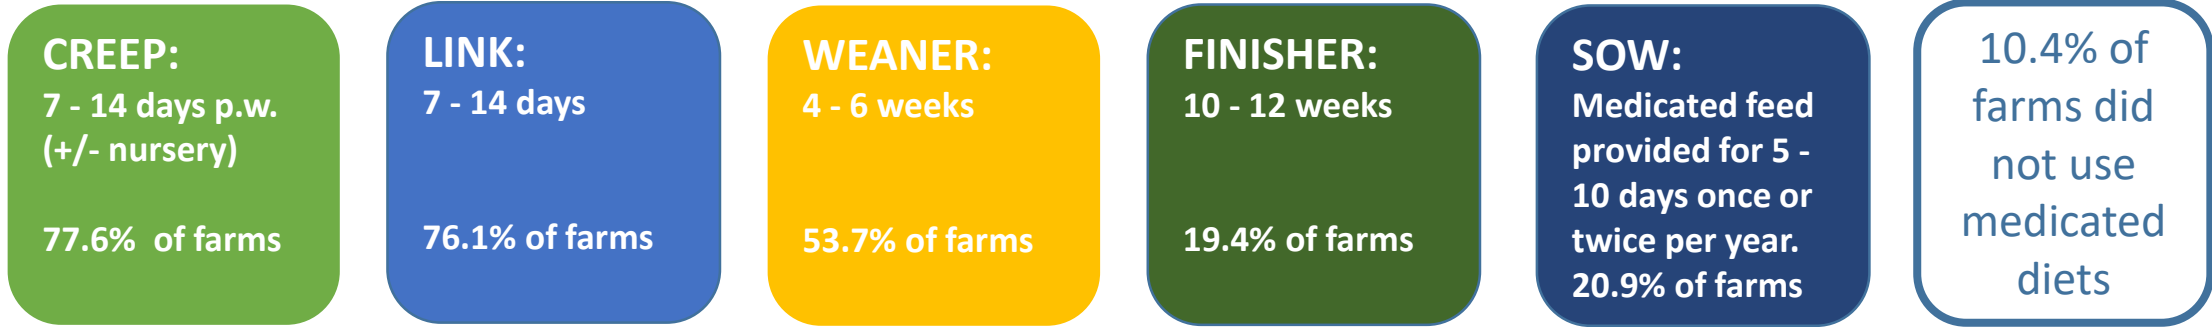 CREEP:
7 - 14 days p.w.
(+/- nursery)
77.6% of farms
LINK:
7 - 14 days
76.1% of farms
WEANER:
4 - 6 weeks
53.7% of farms
FINISHER:
10 - 12 weeks
19.4% of farms
SOW:
Medicated feed
provided for 5 -
10 days once or
twice per year.
20.9% of farms
10.4% of
farms did
not use
medicated
diets